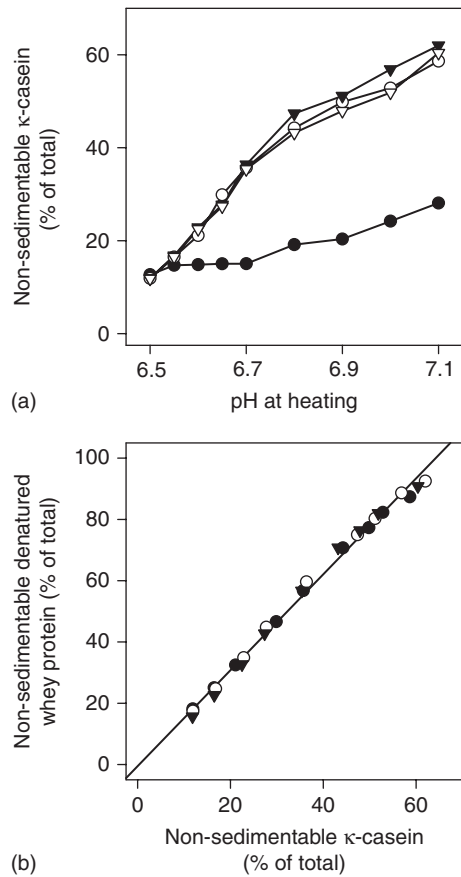 Non-sedimentable κ-casein
(% of total)
60
40
20
0
6.5 6.7 6.9 7.1
(a) pH at heating
Non-sedimentable denatured
whey protein (% of total)
100
80
60
40
20
0
0 20 40 60
Non-sedimentable κ-casein
(b) (% of total)